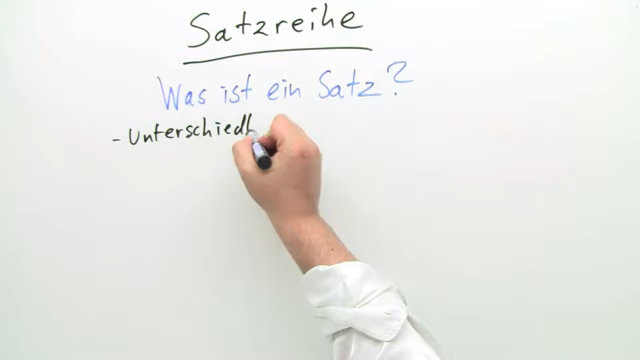 Satzreihe
Was ist ein Satz?
- Unterschiedl